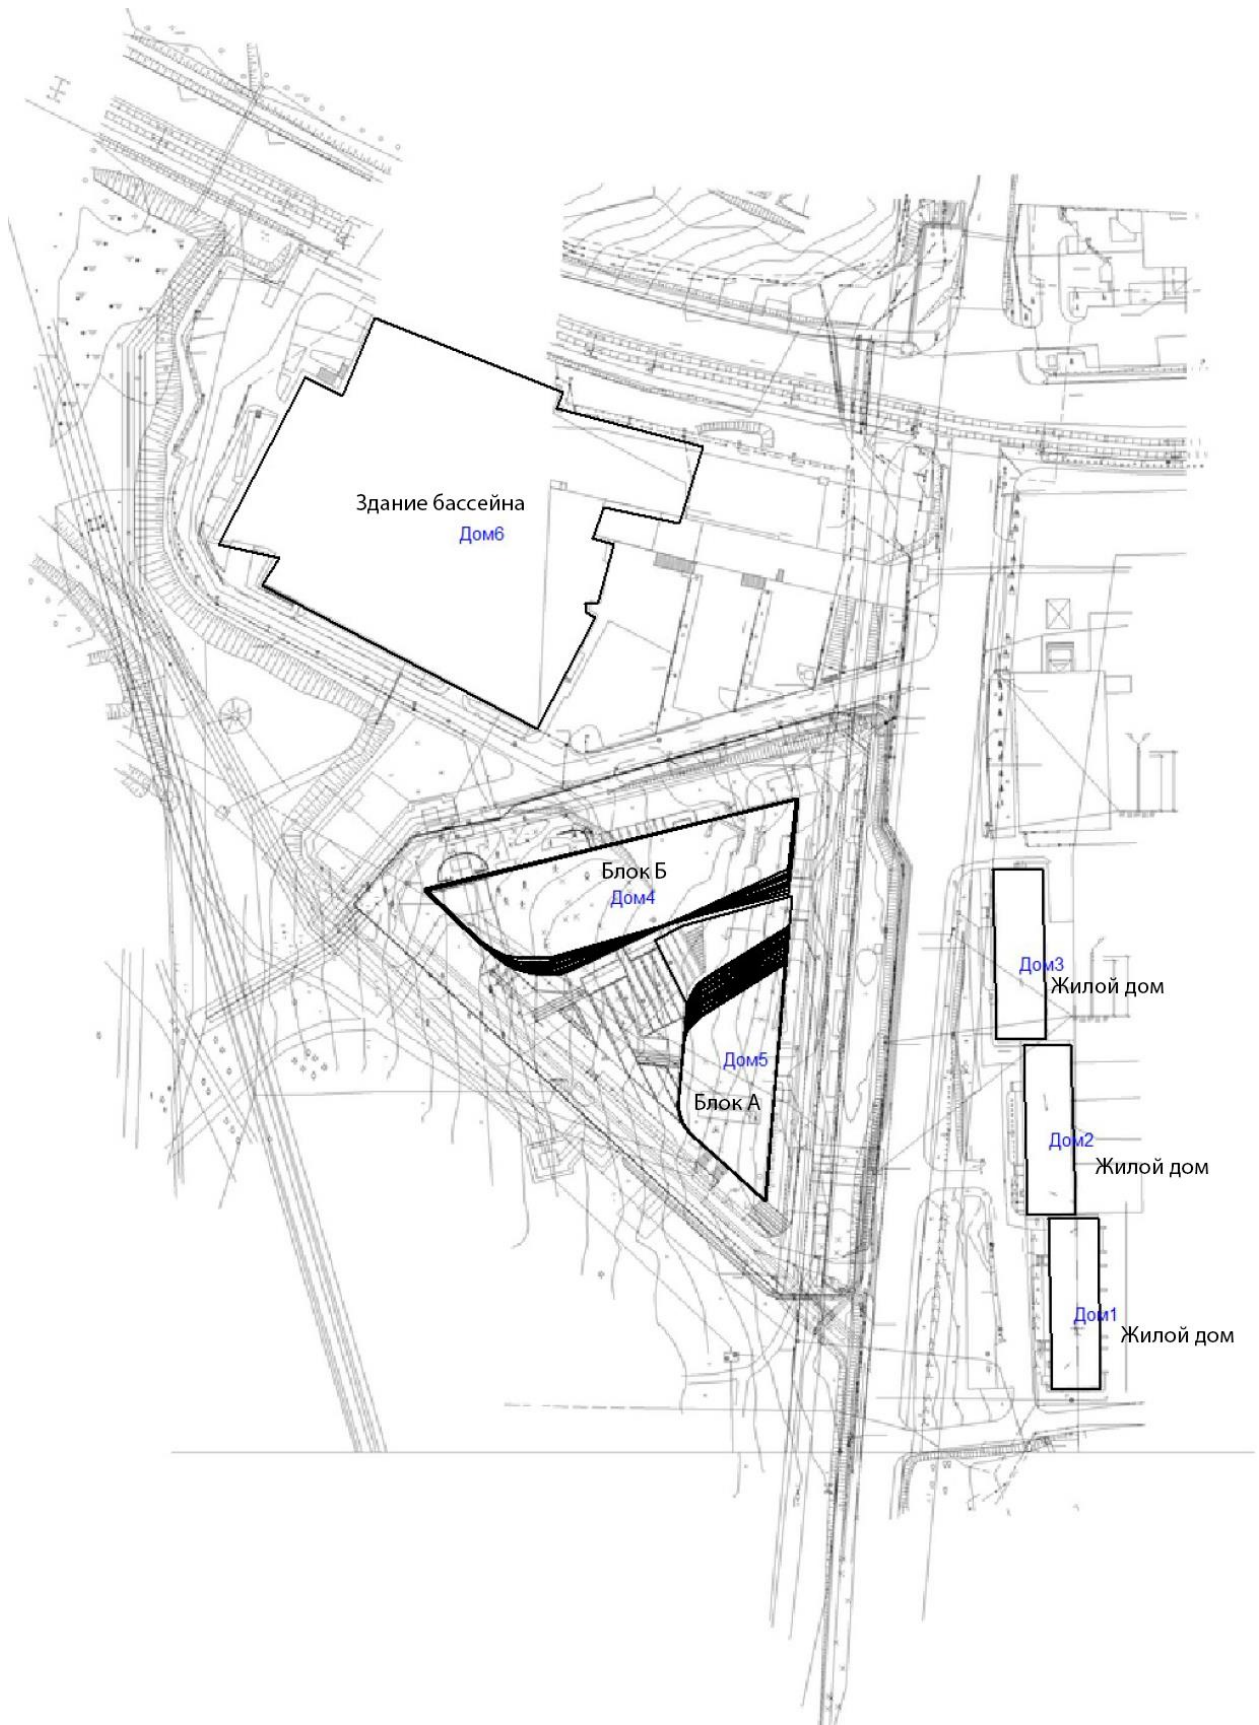 Здание бассейна
Дом6
Блок Б
Дом4
Дом3
Жилой дом
Дом5
Блок А
Дом2
Жилой дом
Дом1
Жилой дом